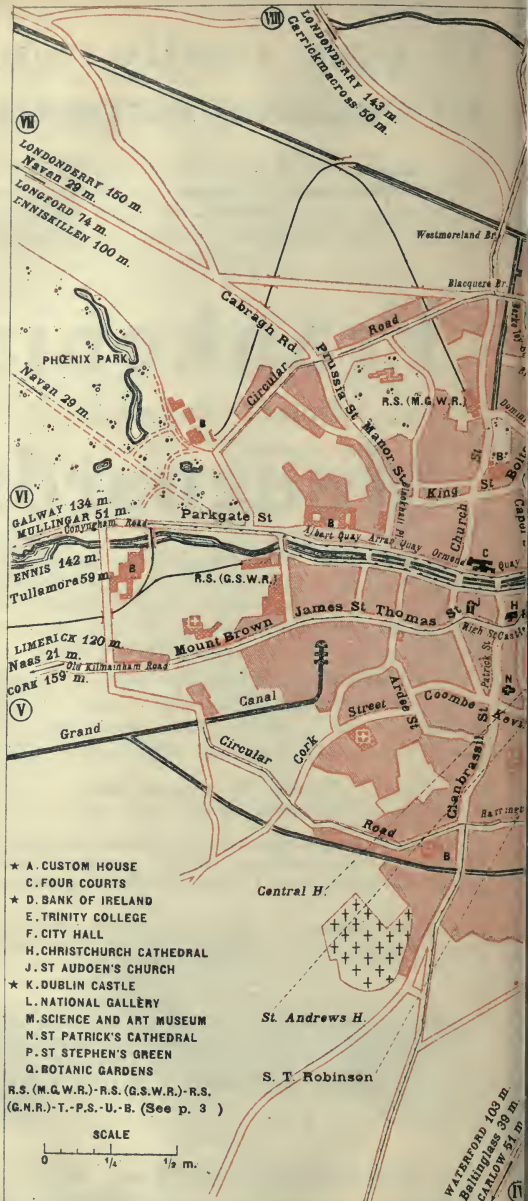 VIII
LONDONDERRY 143 m.
Carrickmacross 50 m.
VII
LONDONDERRY 150 m.
Navan 29 m.
LONGFORD 74 m.
ENNISKILLEN 100 m.
Westmoreland Br.
Blacquere Br.
Cabragh Rd.
Circular Road
PHŒNIX PARK
Navan 29 m.
Prussia St
Manor St
R.S. (M.G.W.R.)
B
B
King St
Church St
B
VI
GALWAY 134 m.
MULLINGAR 51 m.
Conyngham Road
Parkgate St
Albert Quay
Arran Quay
Ormond
Quay
C
ENNIS 142 m.
Tullamore 59 m.
B
R.S. (G.S.W.R.)
James St
Thomas St
J
H
High St
LIMERICK 120 m.
Naas 21 m.
Old Kilmainham Road
Mount Brown
CORK 159 m.
Patrick St
N
V
Grand Canal
Cork Street
Ardee St
Coombe
Circular Road
Clanbrassil St
B
Central H.
St. Andrews H.
S. T. Robinson
★ A. CUSTOM HOUSE
C. FOUR COURTS
★ D. BANK OF IRELAND
E. TRINITY COLLEGE
F. CITY HALL
H. CHRISTCHURCH CATHEDRAL
J. ST AUDOEN'S CHURCH
★ K. DUBLIN CASTLE
L. NATIONAL GALLERY
M. SCIENCE AND ART MUSEUM
N. ST PATRICK'S CATHEDRAL
P. ST STEPHEN'S GREEN
Q. BOTANIC GARDENS
R.S. (M.G.W.R.)-R.S. (G.S.W.R.)-R.S.
(G.N.R.)-T.-P.S.-U.-B. (See p. 3 )
SCALE
0 1/4 1/2 m.
WATERFORD 103 m.
Baltinglass 39 m.
CARLOW 51 m.